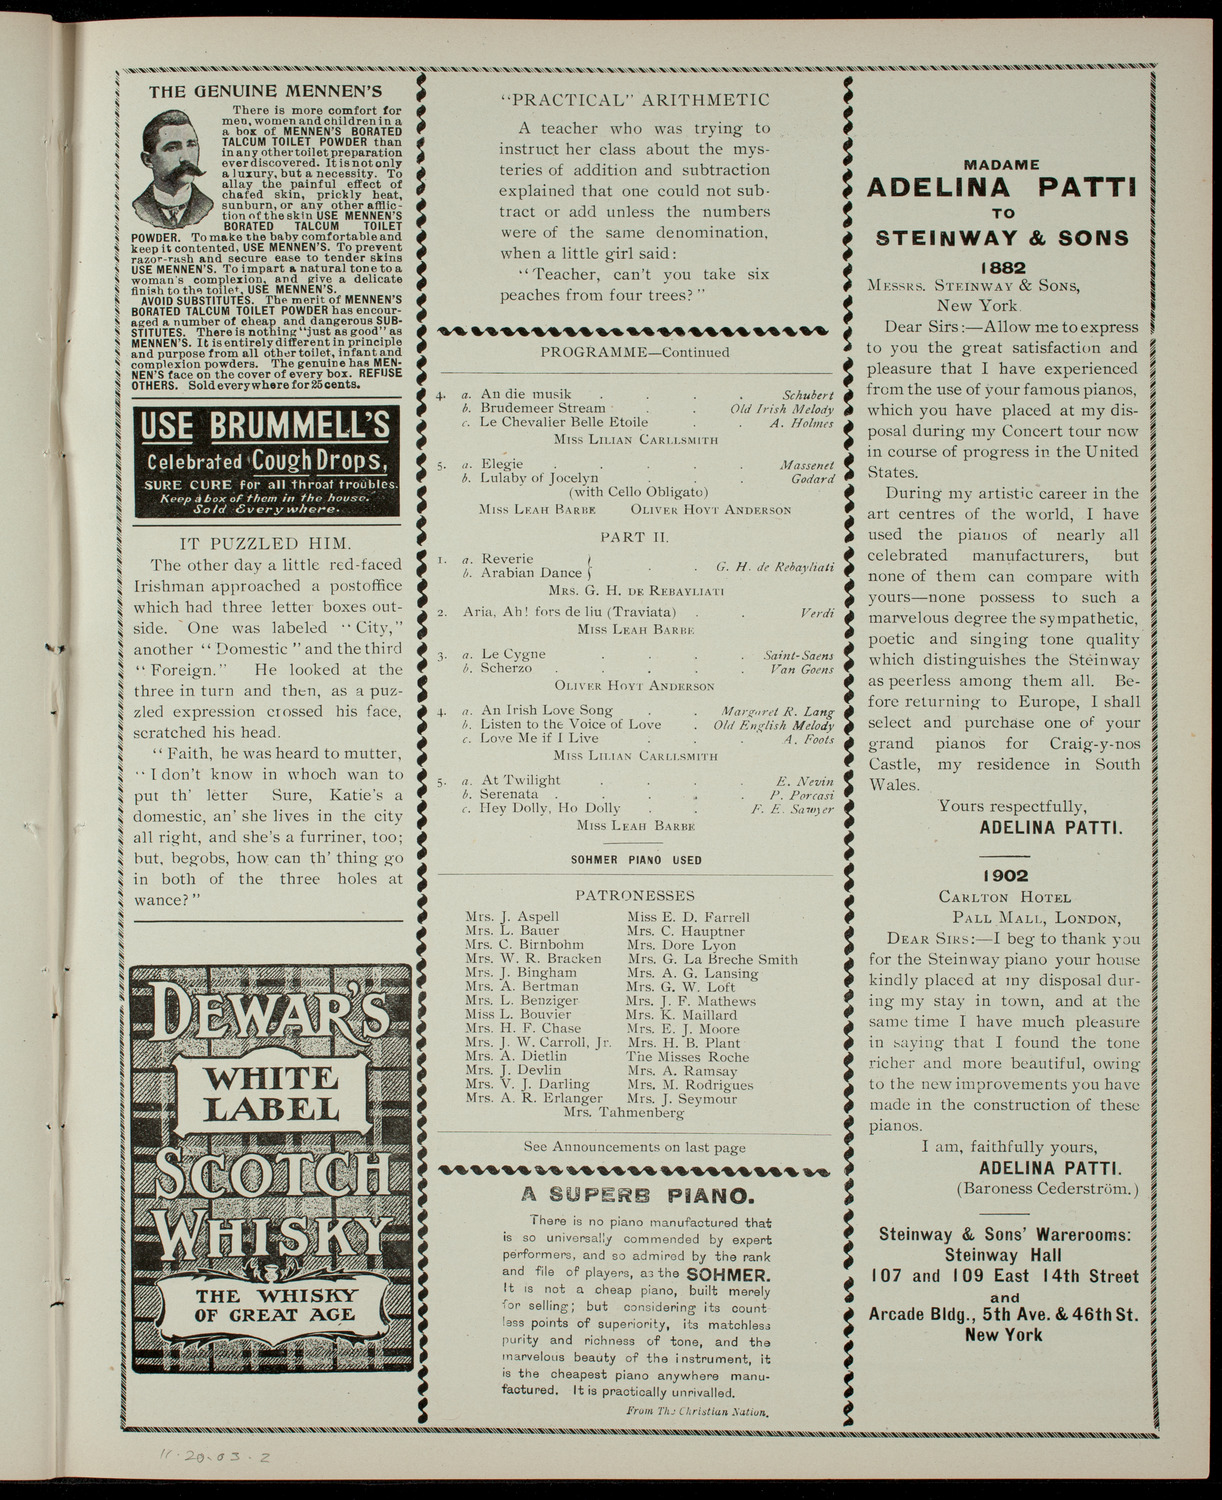 THE GENUINE MENNEN'S
There is more comfort for
men, women and children in a
a box of MENNEN'S BORATED
TALCUM TOILET POWDER than
in any other toilet preparation
ever discovered. It is not only
a luxury, but a necessity. To
allay the painful effect of
chafed skin, prickly heat,
sunburn, or any other afflic-
tion of the skin USE MENNEN'S
BORATED TALCUM TOILET
POWDER. To make the baby comfortable and
keep it contented, USE MENNEN'S. To prevent
razor-rash and secure ease to tender skins
USE MENNEN'S. To impart a natural tone to a
woman's complexion, and give a delicate
finish to the toilet, USE MENNEN'S.
AVOID SUBSTITUTES. The merit of MENNEN'S
BORATED TALCUM TOILET POWDER has encour-
aged a number of cheap and dangerous SUB-
STITUTES. There is nothing "just as good" as
MENNEN'S. It is entirely different in principle
and purpose from all other toilet, infant and
complexion powders. The genuine has MEN-
NEN'S face on the cover of every box. REFUSE
OTHERS. Sold everywhere for 25 cents.
USE BRUMMELL'S
Celebrated Cough Drops,
SURE CURE for all throat troubles.
Keep a box of them in the house.
Sold Everywhere.
IT PUZZLED HIM.
The other day a little red-faced
Irishman approached a postoffice
which had three letter boxes out-
side. One was labeled "City,"
another "Domestic" and the third
"Foreign." He looked at the
three in turn and then, as a puz-
zled expression crossed his face,
scratched his head.
"Faith, he was heard to mutter,
"I don't know in whoch wan to
put th' letter Sure, Katie's a
domestic, an' she lives in the city
all right, and she's a furriner, too;
but, begobs, how can th' thing go
in both of the three holes at
wance?"
DEWAR'S
WHITE
LABEL
SCOTCH
WHISKY
THE WHISKY
OF GREAT AGE
"PRACTICAL" ARITHMETIC
A teacher who was trying to
instruct her class about the mys-
teries of addition and subtraction
explained that one could not sub-
tract or add unless the numbers
were of the same denomination,
when a little girl said:
"Teacher, can't you take six
peaches from four trees?"
PROGRAMME—Continued
4. a. An die musik . . . . Schubert
b. Brudemeer Stream . . Old Irish Melody
c. Le Chevalier Belle Etoile . . A. Holmes
MISS LILIAN CARLLSMITH
5. a. Elegie . . . . . Massenet
b. Lulaby of Jocelyn . . . Godard
(with Cello Obligato)
MISS LEAH BARBE OLIVER HOYT ANDERSON
PART II.
1. a. Reverie
b. Arabian Dance } . . G. H. de Rebayliati
MRS. G. H. DE REBAYLIATI
2. Aria, Ah! fors de liu (Traviata) . Verdi
MISS LEAH BARBE
3. a. Le Cygne . . . . Saint-Saens
b. Scherzo . . . . . Van Goens
OLIVER HOYT ANDERSON
4. a. An Irish Love Song . . Margaret R. Lang
b. Listen to the Voice of Love . Old English Melody
c. Love Me if I Live . . . A. Foots
MISS LILIAN CARLLSMITH
5. a. At Twilight . . . . E. Nevin
b. Serenata . . . . . P. Porcasi
c. Hey Dolly, Ho Dolly . . F. E. Sawyer
MISS LEAH BARBE
SOHMER PIANO USED
PATRONESSES
Mrs. J. Aspell Miss E. D. Farrell
Mrs. L. Bauer Mrs. C. Hauptner
Mrs. C. Birnbohm Mrs. Dore Lyon
Mrs. W. R. Bracken Mrs. G. La Breche Smith
Mrs. J. Bingham Mrs. A. G. Lansing
Mrs. A. Bertman Mrs. G. W. Loft
Mrs. L. Benziger Mrs. J. F. Mathews
Miss L. Bouvier Mrs. K. Maillard
Mrs. H. F. Chase Mrs. E. J. Moore
Mrs. J. W. Carroll, Jr. Mrs. H. B. Plant
Mrs. A. Dietlin The Misses Roche
Mrs. J. Devlin Mrs. A. Ramsay
Mrs. V. J. Darling Mrs. M. Rodrigues
Mrs. A. R. Erlanger Mrs. J. Seymour
Mrs. Tahmenberg
See Announcements on last page
A SUPERB PIANO.
There is no piano manufactured that
is so universally commended by expert
performers, and so admired by the rank
and file of players, as the SOHMER.
It is not a cheap piano, built merely
for selling; but considering its count
less points of superiority, its matchless
purity and richness of tone, and the
marvelous beauty of the instrument, it
is the cheapest piano anywhere manu-
factured. It is practically unrivalled.
From The Christian Nation.
MADAME
ADELINA PATTI
TO
STEINWAY & SONS
1882
MESSRS. STEINWAY & SONS,
New York.
Dear Sirs:—Allow me to express
to you the great satisfaction and
pleasure that I have experienced
from the use of your famous pianos,
which you have placed at my dis-
posal during my Concert tour now
in course of progress in the United
States.
During my artistic career in the
art centres of the world, I have
used the pianos of nearly all
celebrated manufacturers, but
none of them can compare with
yours—none possess to such a
marvelous degree the sympathetic,
poetic and singing tone quality
which distinguishes the Steinway
as peerless among them all. Be-
fore returning to Europe, I shall
select and purchase one of your
grand pianos for Craig-y-nos
Castle, my residence in South
Wales.
Yours respectfully,
ADELINA PATTI.
1902
CARLTON HOTEL
PALL MALL, LONDON,
DEAR SIRS:—I beg to thank you
for the Steinway piano your house
kindly placed at my disposal dur-
ing my stay in town, and at the
same time I have much pleasure
in saying that I found the tone
richer and more beautiful, owing
to the new improvements you have
made in the construction of these
pianos.
I am, faithfully yours,
ADELINA PATTI.
(Baroness Cederström.)
Steinway & Sons' Warerooms:
Steinway Hall
107 and 109 East 14th Street
and
Arcade Bldg., 5th Ave. & 46th St.
New York
11-20-03-2